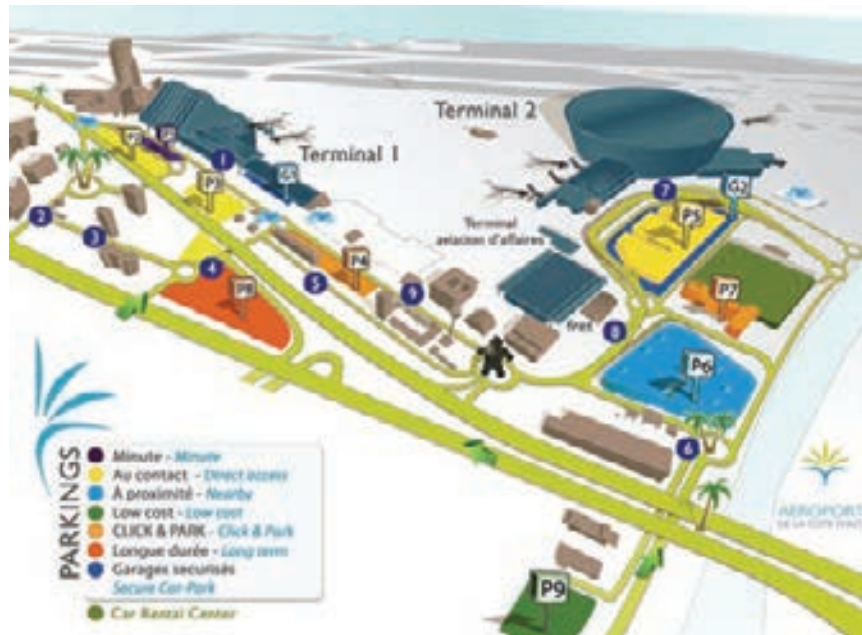 Terminal 2
Terminal 1
P3
G1
G2
P5
P4
P7
P8
P6
P9
1
2
3
4
5
6
7
8
9
Terminal
aviation d'affaires
fret
PARKINGS
Minute - Minute
Au contact - Direct access
À proximité - Nearby
Low cost - Low cost
CLICK & PARK - Click & Park
Longue durée - Long term
Garages securisés
Secure Car-Park
Car Rental Center
AEROPORT